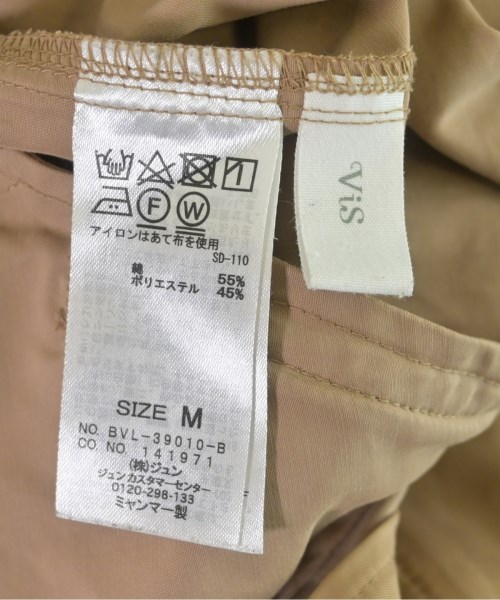 F W
アイロンはあて布を使用
SD-110
綿 55%
ポリエステル 45%
SIZE M
NO. BVL-39010-B
CO. NO. 141971
(株)ジュン
ジュンカスタマーセンター
0120-298-133
ミャンマー製
ViS